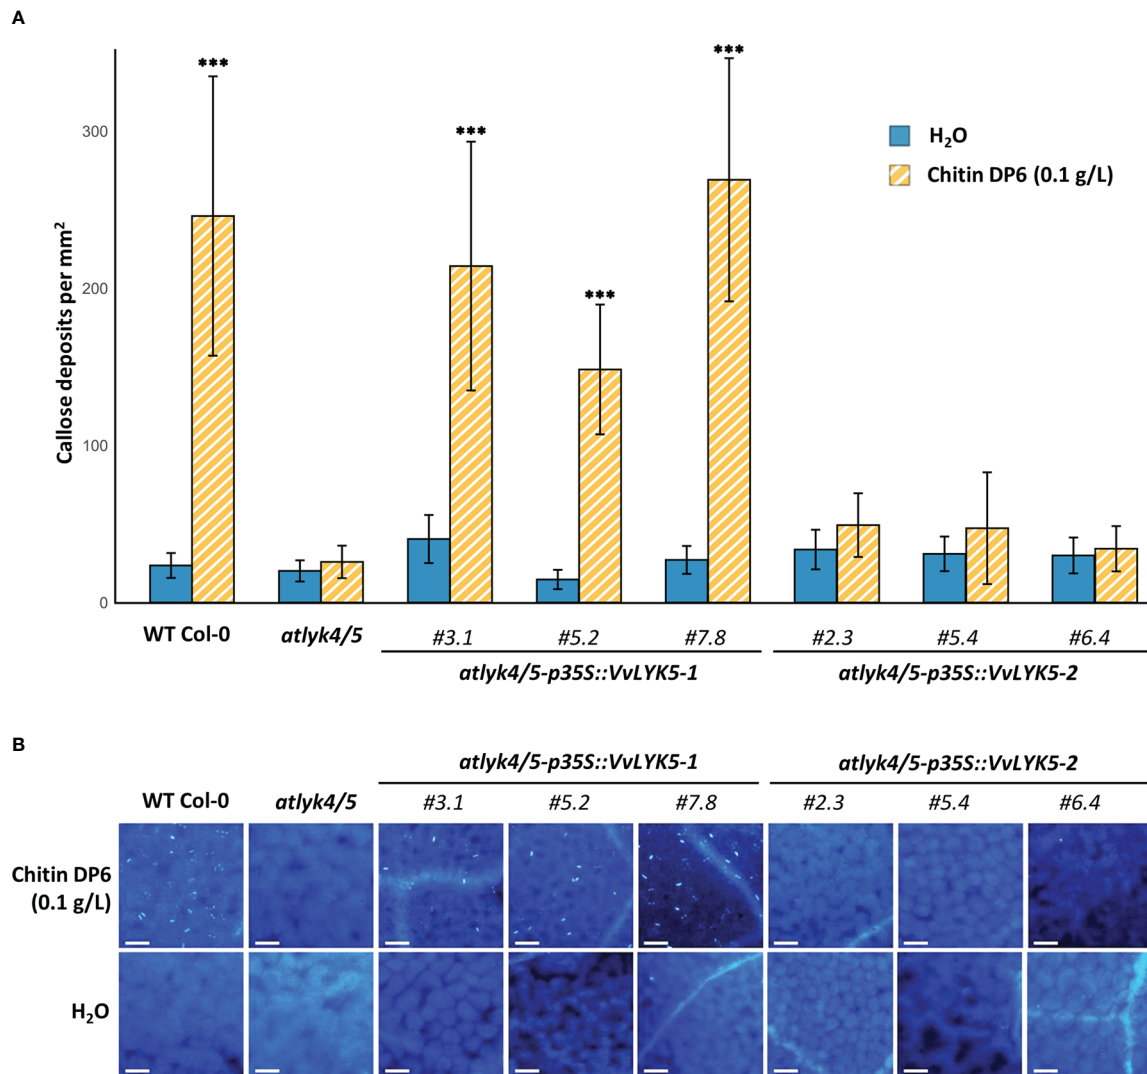 A
***
***
***
***
300
200
100
0
Callose deposits per mm²
H₂O
Chitin DP6 (0.1 g/L)
WT Col-0
atlyk4/5
#3.1
#5.2
#7.8
#2.3
#5.4
#6.4
atlyk4/5-p35S::VvLYK5-1
atlyk4/5-p35S::VvLYK5-2
B
atlyk4/5-p35S::VvLYK5-1
atlyk4/5-p35S::VvLYK5-2
WT Col-0
atlyk4/5
#3.1
#5.2
#7.8
#2.3
#5.4
#6.4
Chitin DP6
(0.1 g/L)
H₂O